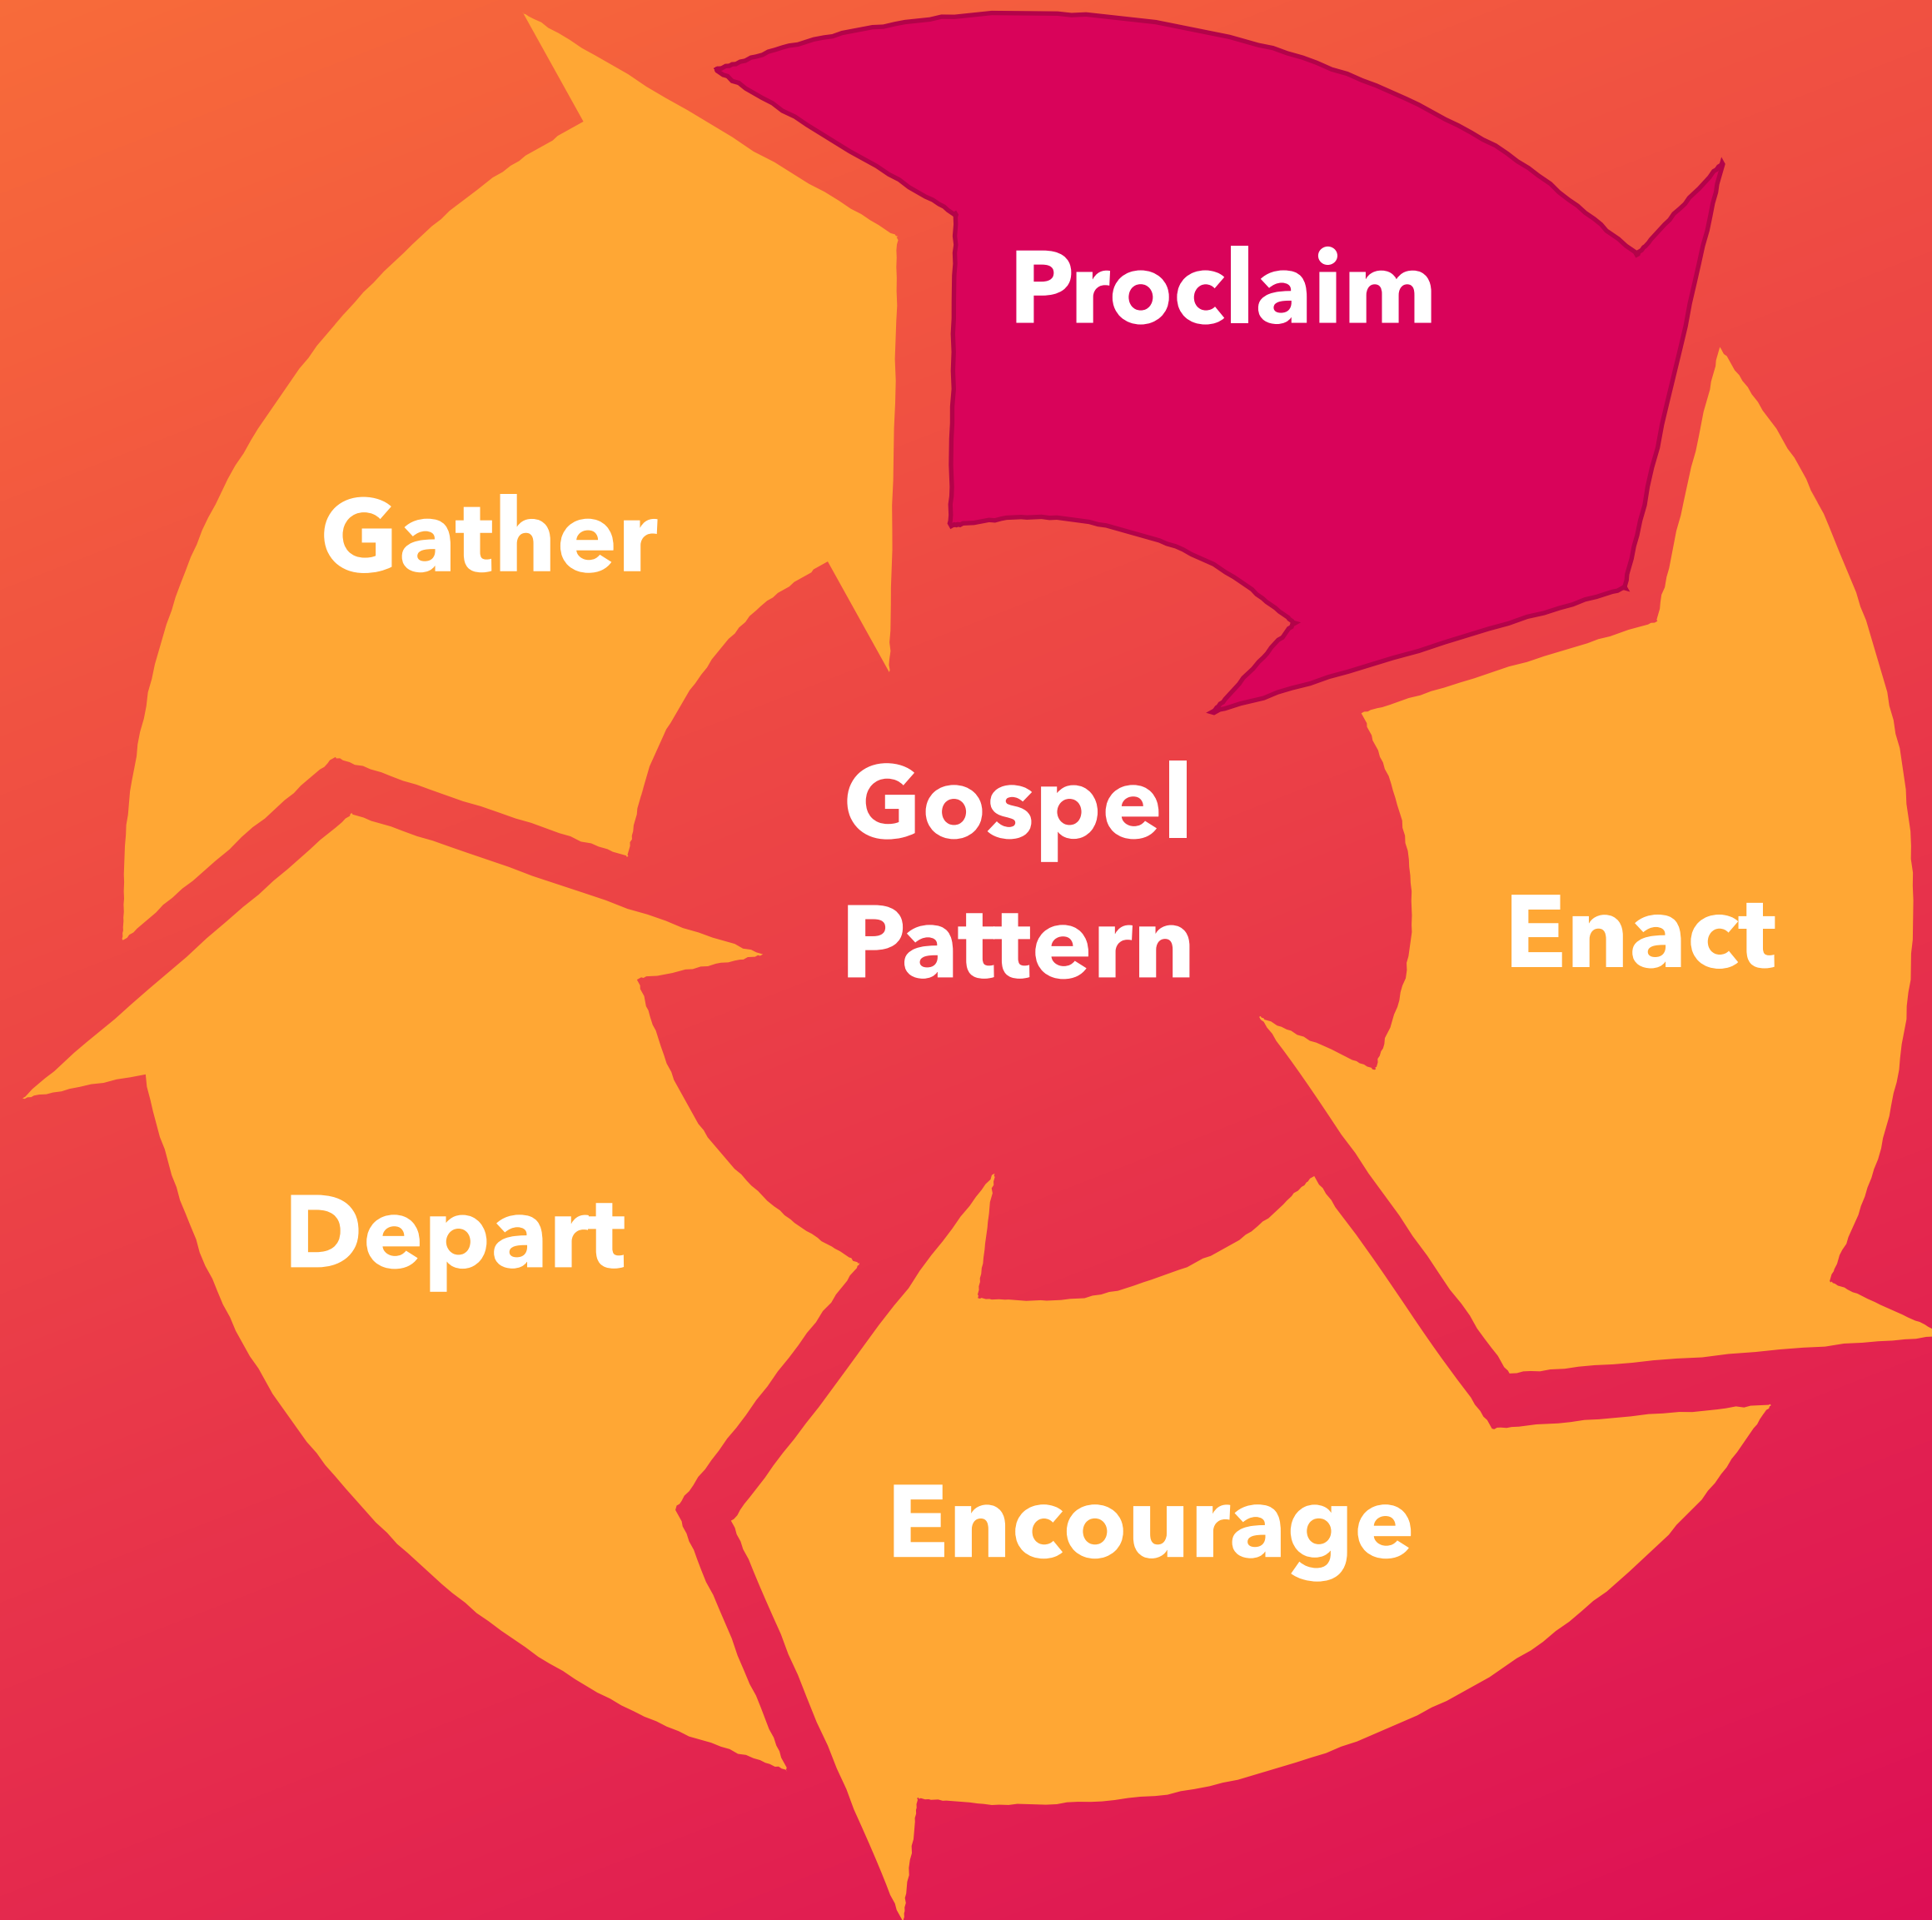 Proclaim
Gather
Gospel
Pattern
Enact
Depart
Encourage